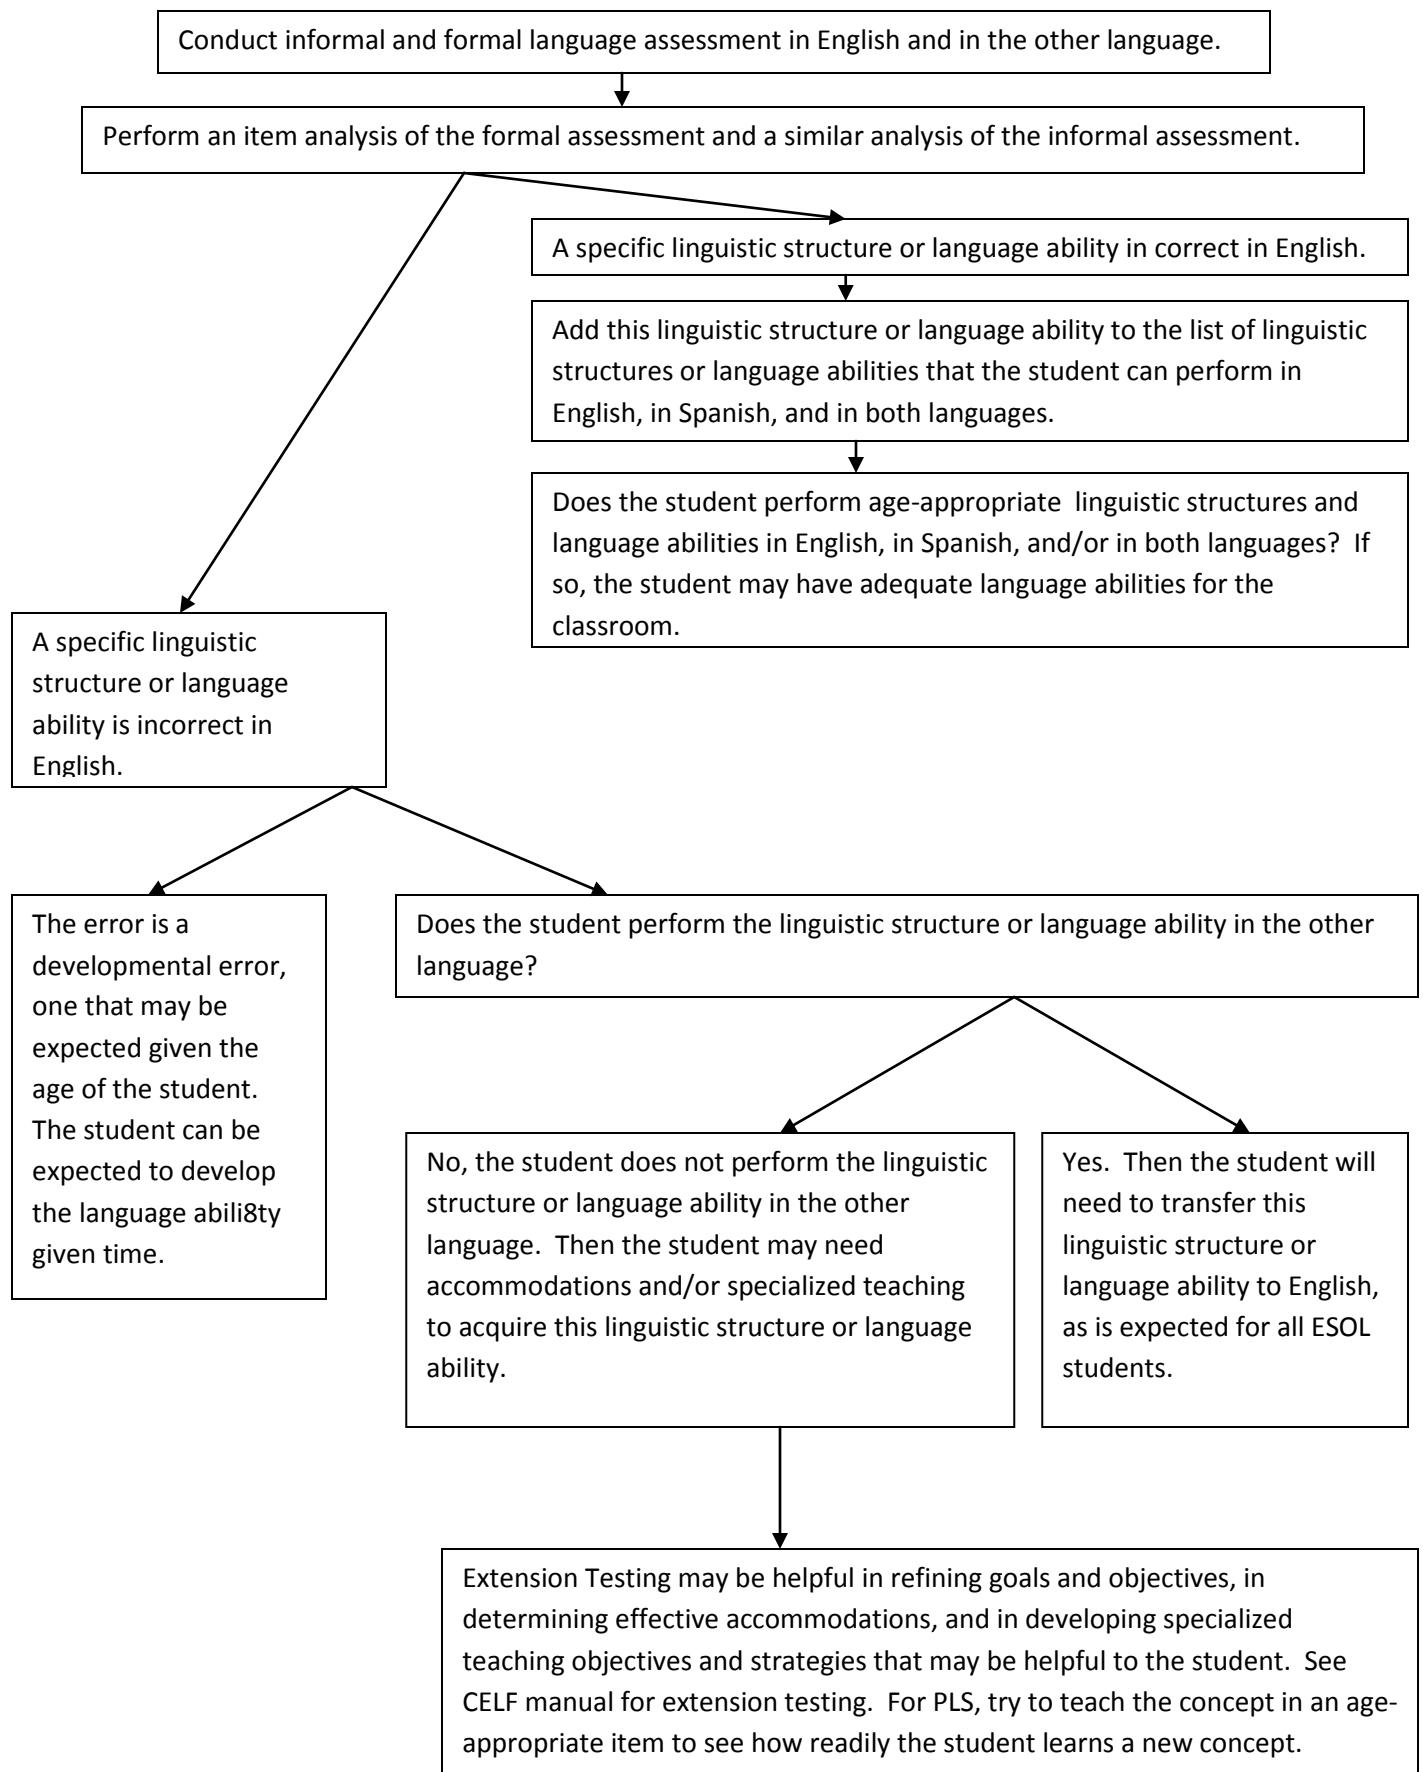 Conduct informal and formal language assessment in English and in the other language.
Perform an item analysis of the formal assessment and a similar analysis of the informal assessment.
A specific linguistic structure or language ability in correct in English.
Add this linguistic structure or language ability to the list of linguistic
structures or language abilities that the student can perform in
English, in Spanish, and in both languages.
Does the student perform age-appropriate  linguistic structures and
language abilities in English, in Spanish, and/or in both languages?  If
so, the student may have adequate language abilities for the
classroom.
A specific linguistic
structure or language
ability is incorrect in
English.
The error is a
developmental error,
one that may be
expected given the
age of the student.
The student can be
expected to develop
the language abili8ty
given time.
Does the student perform the linguistic structure or language ability in the other
language?
No, the student does not perform the linguistic
structure or language ability in the other
language.  Then the student may need
accommodations and/or specialized teaching
to acquire this linguistic structure or language
ability.
Yes.  Then the student will
need to transfer this
linguistic structure or
language ability to English,
as is expected for all ESOL
students.
Extension Testing may be helpful in refining goals and objectives, in
determining effective accommodations, and in developing specialized
teaching objectives and strategies that may be helpful to the student.  See
CELF manual for extension testing.  For PLS, try to teach the concept in an age-
appropriate item to see how readily the student learns a new concept.